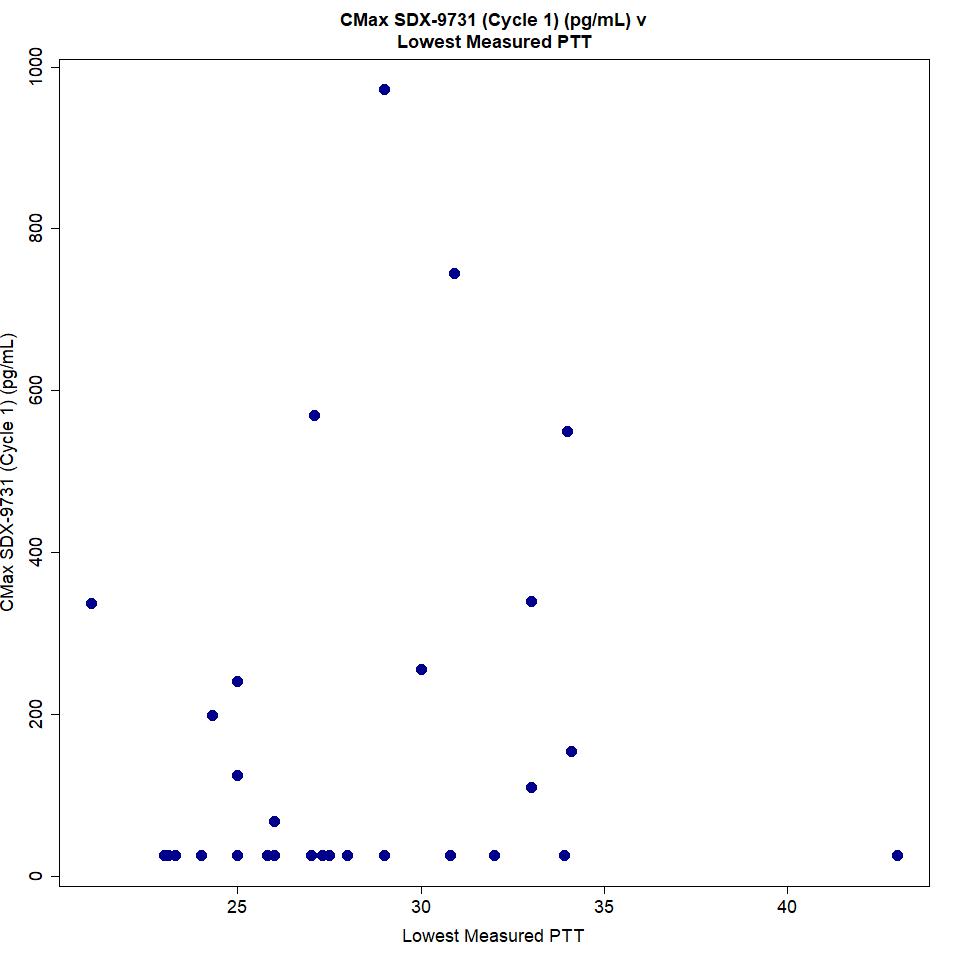 CMax SDX-9731 (Cycle 1) (pg/mL) v
Lowest Measured PTT
1000
800
600
400
200
0
CMax SDX-9731 (Cycle 1) (pg/mL)
25
30
35
40
Lowest Measured PTT